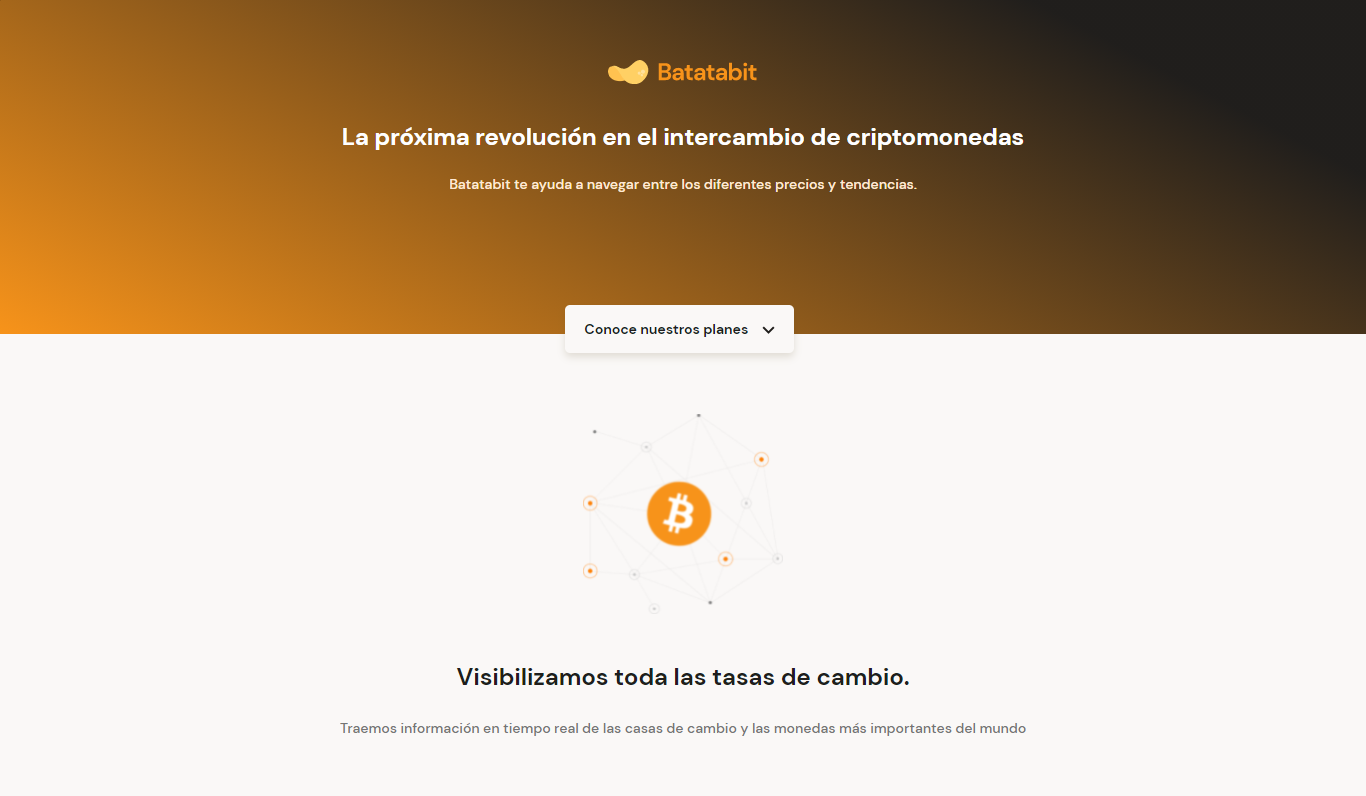 Batatabit
La próxima revolución en el intercambio de criptomonedas
Batatabit te ayuda a navegar entre los diferentes precios y tendencias.
Conoce nuestros planes
Visibilizamos toda las tasas de cambio.
Traemos información en tiempo real de las casas de cambio y las monedas más importantes del mundo